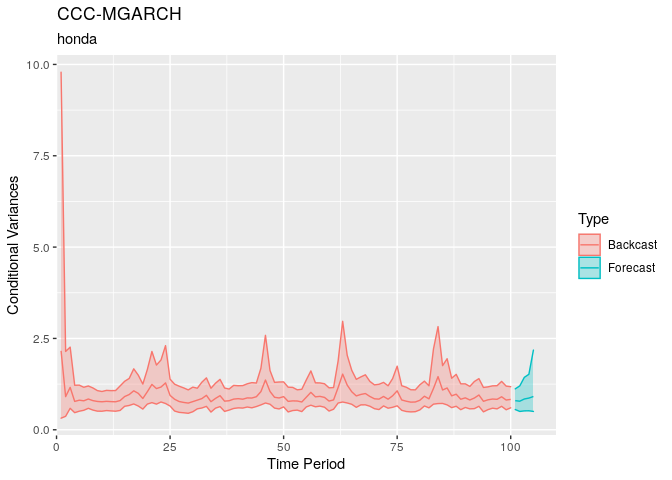 CCC-MGARCH
honda
10.0
7.5
5.0
2.5
0.0
Conditional Variances
0
25
50
75
100
Time Period
Type
Backcast
Forecast